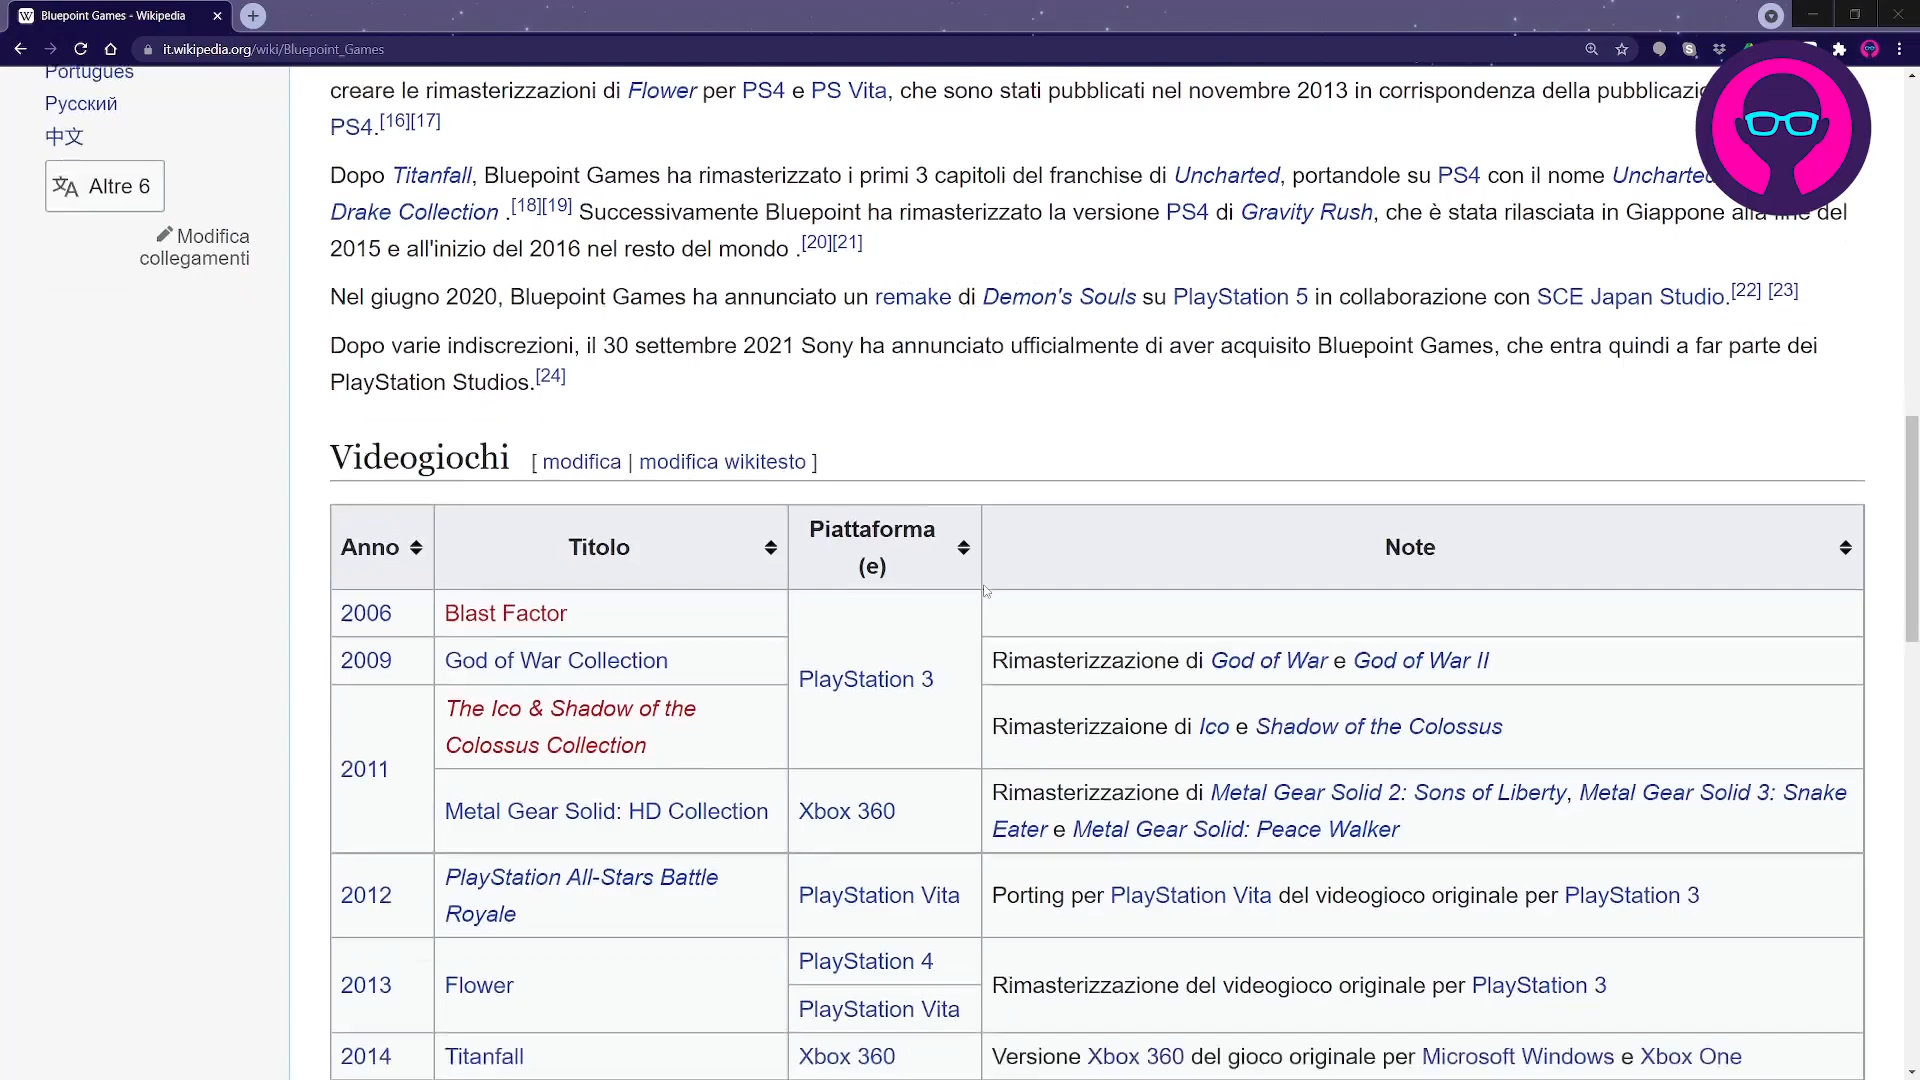 Bluepoint Games - Wikipedia
it.wikipedia.org/wiki/Bluepoint_Games
Português
Русский
中文
Altre 6
Modifica
collegamenti
creare le rimasterizzazioni di Flower per PS4 e PS Vita, che sono stati pubblicati nel novembre 2013 in corrispondenza della
PS4.[16][17]
Dopo Titanfall, Bluepoint Games ha rimasterizzato i primi 3 capitoli del franchise di Uncharted, portandole su PS4 con il nome Uncharted
Drake Collection .[18][19] Successivamente Bluepoint ha rimasterizzato la versione PS4 di Gravity Rush, che è stata rilasciata in Giappone alla fine del
2015 e all'inizio del 2016 nel resto del mondo .[20][21]
Nel giugno 2020, Bluepoint Games ha annunciato un remake di Demon's Souls su PlayStation 5 in collaborazione con SCE Japan Studio.[22] [23]
Dopo varie indiscrezioni, il 30 settembre 2021 Sony ha annunciato ufficialmente di aver acquisito Bluepoint Games, che entra quindi a far parte dei
PlayStation Studios.[24]
Videogiochi [ modifica | modifica wikitesto ]
Anno Titolo Piattaforma (e) Note
2006 Blast Factor
PlayStation 3
2009 God of War Collection Rimasterizzazione di God of War e God of War II
2011
The Ico & Shadow of the
Colossus Collection
Rimasterizzaione di Ico e Shadow of the Colossus
Metal Gear Solid: HD Collection Xbox 360
Rimasterizzazione di Metal Gear Solid 2: Sons of Liberty, Metal Gear Solid 3: Snake
Eater e Metal Gear Solid: Peace Walker
2012
PlayStation All-Stars Battle
Royale
PlayStation Vita Porting per PlayStation Vita del videogioco originale per PlayStation 3
2013 Flower
PlayStation 4
PlayStation Vita
Rimasterizzazione del videogioco originale per PlayStation 3
2014 Titanfall Xbox 360 Versione Xbox 360 del gioco originale per Microsoft Windows e Xbox One